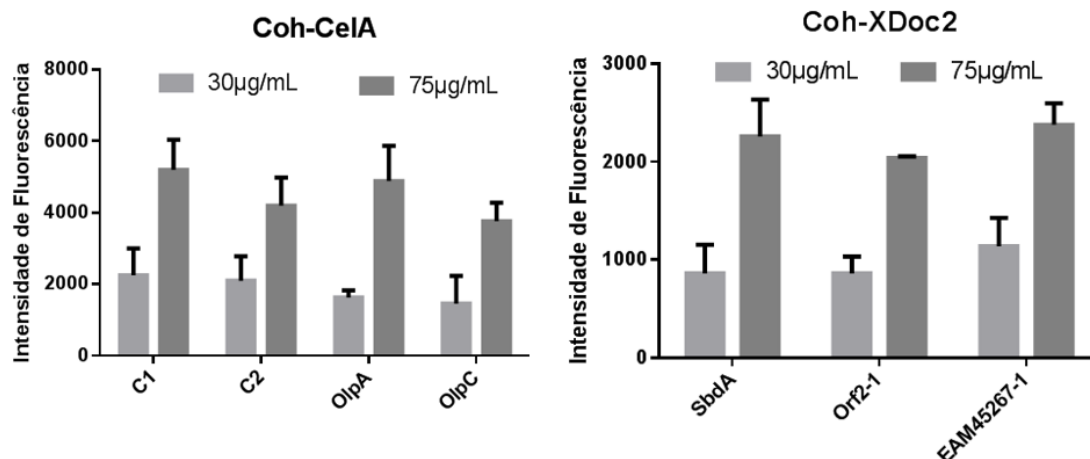 Coh-CelA
Intensidade de Fluorescência
8000
6000
4000
2000
0
30µg/mL
75µg/mL
C1
C2
OlpA
OlpC
Coh-XDoc2
Intensidade de Fluorescência
3000
2000
1000
0
30µg/mL
75µg/mL
SbdA
Orf2-1
EAM45267-1